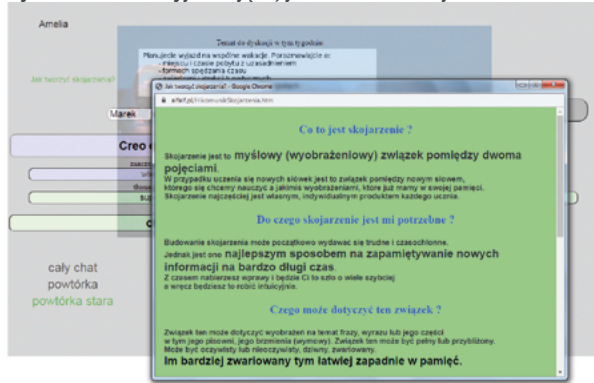 Amelia
Temat do dyskusji w tym tygodniu
Planujcie wyjazd na wspólne wakacje. Porozmawiajcie o:
- miejscu i czasie pobytu z uzasadnieniem
- formach spędzania czasu
Jak tworzyć skojarzenia?
Jak tworzyć skojarzenia? - Google Chrome
Marek
Creo
Co to jest skojarzenie ?
Skojarzenie jest to myślowy (wyobrażeniowy) związek pomiędzy dwoma
pojęciami.
W przypadku uczenia się nowych słówek jest to związek pomiędzy nowym słowem,
którego się chcemy nauczyć a jakimiś wyobrażeniami, które już mamy w swojej pamięci.
Skojarzenie najczęściej jest własnym, indywidualnym produktem każdego ucznia.
Do czego skojarzenie jest mi potrzebne ?
Budowanie skojarzenia może początkowo wydawać się trudne i czasochłonne.
Jednak jest ono najlepszym sposobem na zapamiętywanie nowych
informacji na bardzo długi czas.
Z czasem nabierzesz wprawy i będzie Ci to szło o wiele szybciej
a wręcz będziesz to robić intuicyjnie.
Czego może dotyczyć ten związek ?
Związek ten może dotyczyć wyobrażeń na temat frazy, wyrazu lub jego części
w tym jego pisowni, jego brzmienia (wymowy). Związek ten może być pełny lub przybliżony.
Może być oczywisty lub nieoczywisty, dziwny, zwariowany.
Im bardziej zwariowany tym łatwiej zapadnie w pamięć.
cały chat
powtórka
powtórka stara